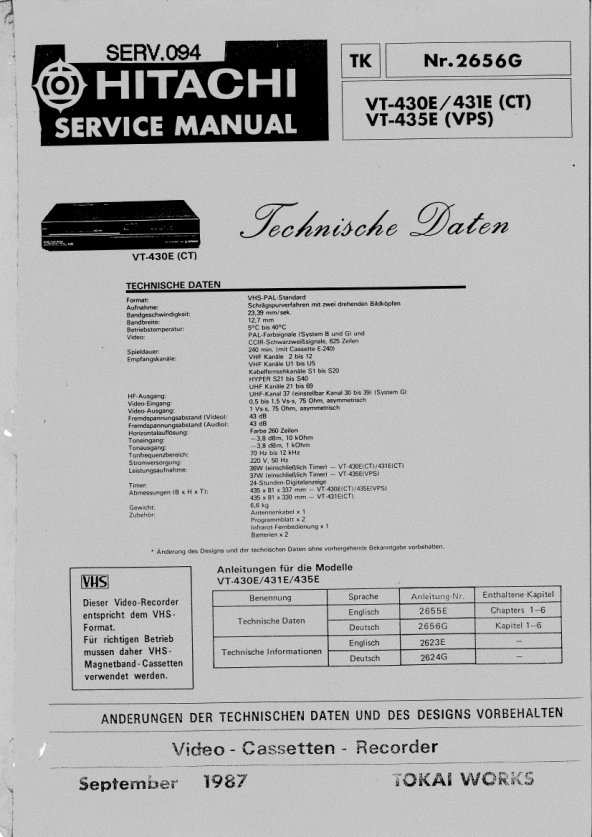 SERV.094
HITACHI
SERVICE MANUAL
TK
Nr.2656G
VT-430E/431E (CT)
VT-435E (VPS)
VT-430E (CT)
Technische Daten
TECHNISCHE DATEN
Format: VHS-PAL-Standard
Aufnahme: Schrägspurverfahren mit zwei drehenden Bildköpfen
Bandgeschwindigkeit: 23,39 mm/sek.
Bandbreite: 12,7 mm
Betriebstemperatur: 5°C bis 40°C
Video: PAL-Farbsignale (System B und G) und
CCIR-Schwarzweißsignale, 625 Zeilen
Spieldauer: 240 min. (mit Cassette E-240)
Empfangskanäle: VHF Kanäle 2 bis 12
VHF Kanäle U1 bis U5
Kabelfernsehkanäle S1 bis S20
HYPER S21 bis S40
UHF Kanäle 21 bis 69
HF-Ausgang: UHF-Kanal 37 (einstellbar Kanal 30 bis 39) (System G)
Video-Eingang: 0,5 bis 1,5 Vs-s, 75 Ohm, asymmetrisch
Video-Ausgang: 1 Vs-s, 75 Ohm, asymmetrisch
Fremdspannungsabstand (Video): 43 dB
Fremdspannungsabstand (Audio): 43 dB
Horizontalauflösung: Farbe 260 Zeilen
Toneingang: −3,8 dBm, 10 kOhm
Tonausgang: −3,8 dBm, 1 kOhm
Tonfrequenzbereich: 70 Hz bis 12 kHz
Stromversorgung: 220 V, 50 Hz
Leistungsaufnahme: 36W (einschließlich Timer) − VT-430E(CT)/431E(CT)
37W (einschließlich Timer) − VT-435E(VPS)
Timer: 24-Stunden-Digitalanzeige
Abmessungen (B x H x T): 435 x 81 x 337 mm − VT-430E(CT)/435E(VPS)
435 x 81 x 330 mm − VT-431E(CT)
Gewicht: 6,6 kg
Zubehör: Antennenkabel x 1
Programmblatt x 2
Infrarot-Fernbedienung x 1
Batterien x 2
* Änderung des Designs und der technischen Daten ohne vorhergehende Bekanntgabe vorbehalten.
VHS
Dieser Video-Recorder
entspricht dem VHS-
Format.
Für richtigen Betrieb
mussen daher VHS-
Magnetband-Cassetten
verwendet werden.
Anleitungen für die Modelle
VT-430E/431E/435E
Benennung Sprache Anleitung-Nr. Enthaltene-Kapitel
Technische Daten Englisch 2655E Chapters 1−6
Deutsch 2656G Kapitel 1−6
Technische Informationen Englisch 2623E −
Deutsch 2624G −
ANDERUNGEN DER TECHNISCHEN DATEN UND DES DESIGNS VORBEHALTEN
Video - Cassetten - Recorder
September 1987 TOKAI WORKS